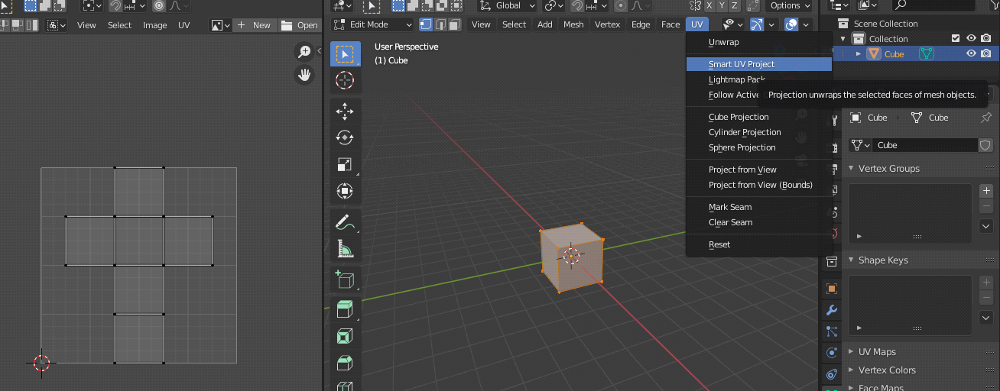 Global
X Y Z
Options
View Select Image UV
New
Open
Edit Mode
View Select Add Mesh Vertex Edge Face UV
Scene Collection
Collection
Cube
User Perspective
(1) Cube
Unwrap
Smart UV Project
Lightmap Pack
Follow Active
Projection unwraps the selected faces of mesh objects.
Cube Projection
Cylinder Projection
Sphere Projection
Project from View
Project from View (Bounds)
Mark Seam
Clear Seam
Reset
Cube Cube
Cube
Vertex Groups
Shape Keys
UV Maps
Vertex Colors
Face Maps